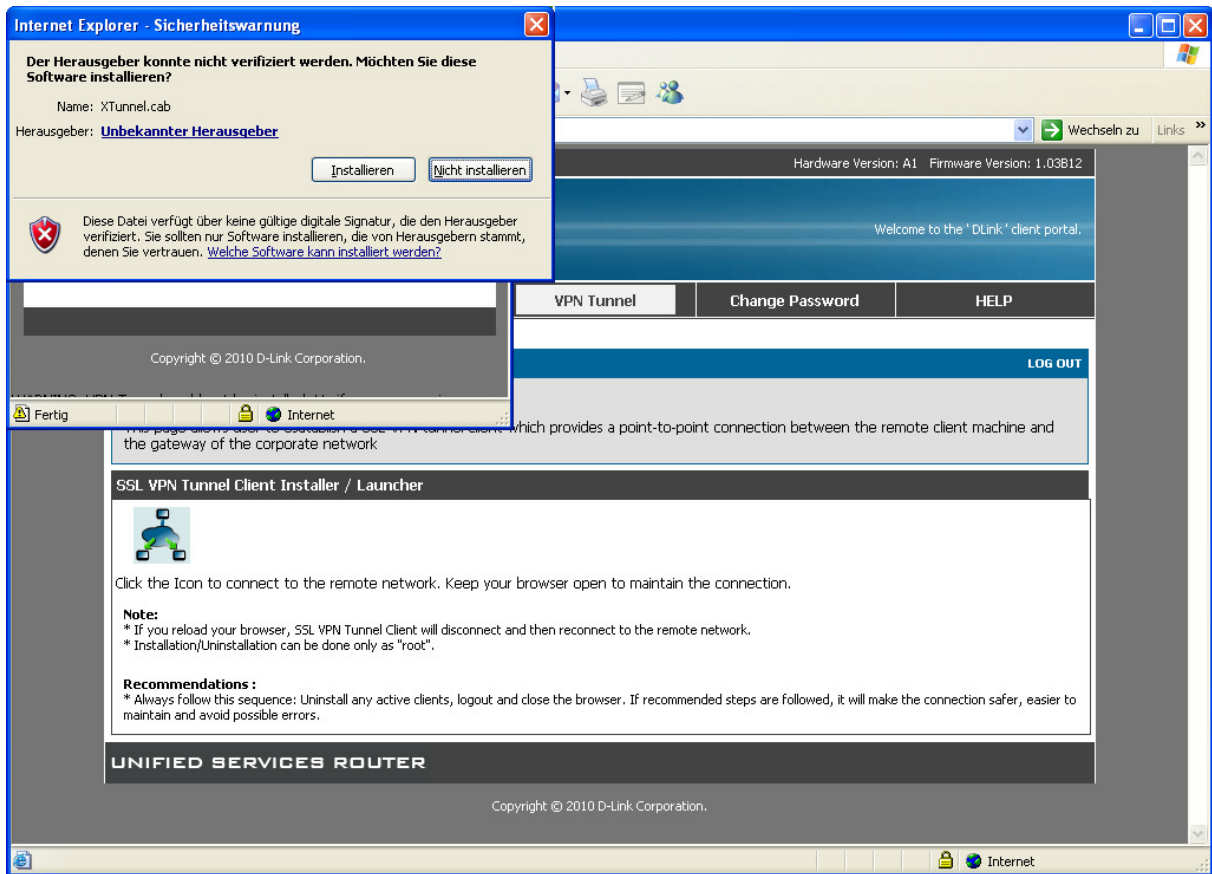 Internet Explorer - Sicherheitswarnung
Der Herausgeber konnte nicht verifiziert werden. Möchten Sie diese
Software installieren?
Name: XTunnel.cab
Herausgeber: Unbekannter Herausgeber
Installieren Nicht installieren
Diese Datei verfügt über keine gültige digitale Signatur, die den Herausgeber
verifiziert. Sie sollten nur Software installieren, die von Herausgebern stammt,
denen Sie vertrauen. Welche Software kann installiert werden?
Wechseln zu Links »
Hardware Version: A1 Firmware Version: 1.03B12
Welcome to the ' DLink ' client portal.
VPN Tunnel Change Password HELP
Copyright © 2010 D-Link Corporation.
Fertig Internet
LOG OUT
which provides a point-to-point connection between the remote client machine and
the gateway of the corporate network
SSL VPN Tunnel Client Installer / Launcher
Click the Icon to connect to the remote network. Keep your browser open to maintain the connection.
Note:
* If you reload your browser, SSL VPN Tunnel Client will disconnect and then reconnect to the remote network.
* Installation/Uninstallation can be done only as "root".
Recommendations :
* Always follow this sequence: Uninstall any active clients, logout and close the browser. If recommended steps are followed, it will make the connection safer, easier to
maintain and avoid possible errors.
UNIFIED SERVICES ROUTER
Copyright © 2010 D-Link Corporation.
Internet